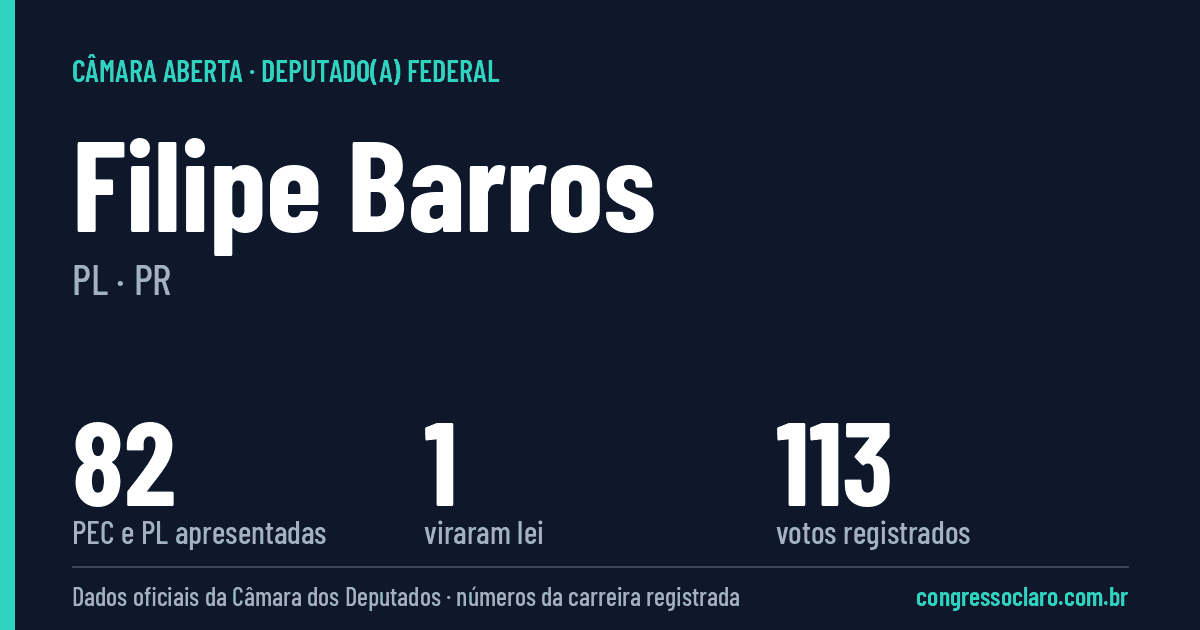 CÂMARA ABERTA · DEPUTADO(A) FEDERAL
Filipe Barros
PL · PR
82 1 113
PEC e PL apresentadas viraram lei votos registrados
Dados oficiais da Câmara dos Deputados · números da carreira registrada congressoclaro.com.br